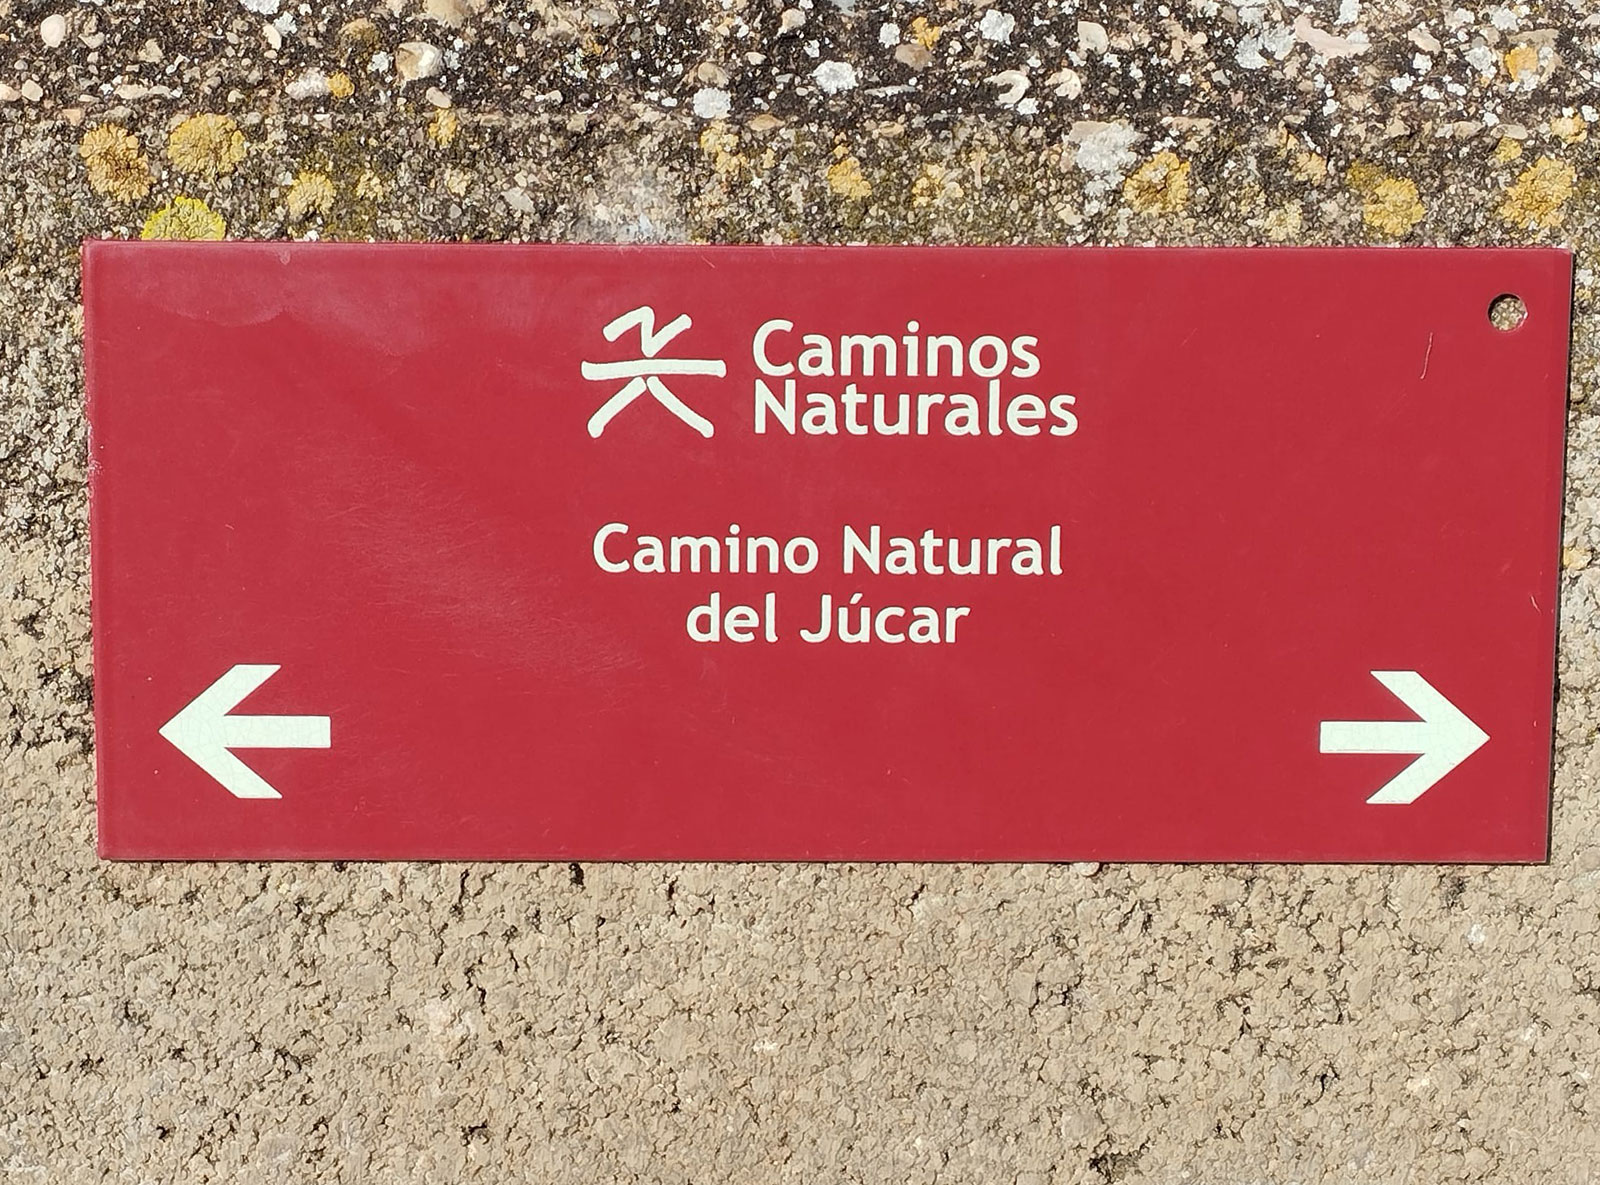 Caminos
Naturales
Camino Natural
del Júcar